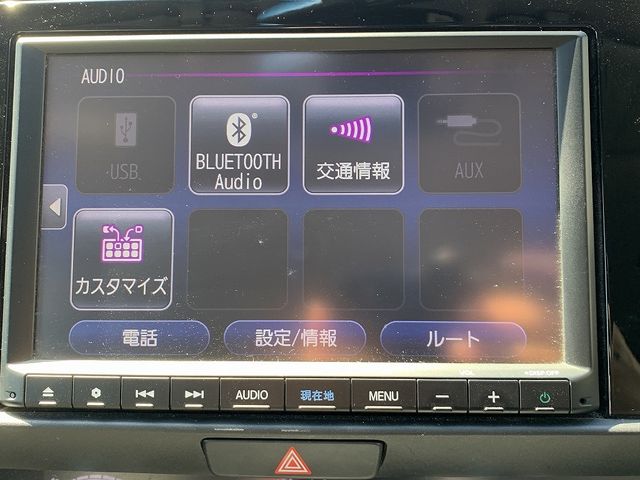 AUDIO
USB
BLUETOOTH
Audio
交通情報
AUX
カスタマイズ
電話
設定/情報
ルート
VOL
DISP OFF
AUDIO
現在地
MENU